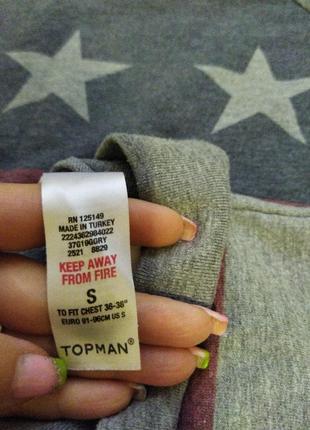 RN 125149
MADE IN TURKEY
2224362984022
37G19GGRY
2521 8829
KEEP AWAY
FROM FIRE
S
TO FIT CHEST 36-38"
EURO 91-96CM US S
TOPMAN®